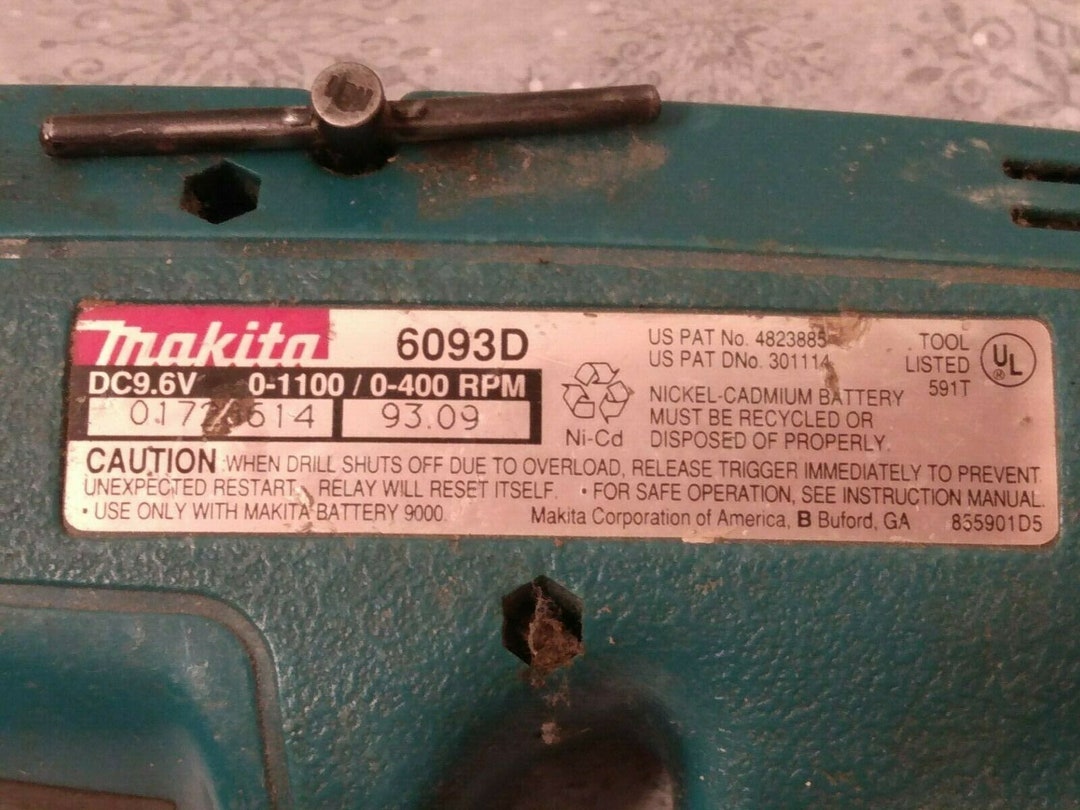 Makita 6093D
DC9.6V 0-1100 / 0-400 RPM
93.09
Ni-Cd
US PAT No. 4823885
US PAT DNo. 301114
NICKEL-CADMIUM BATTERY
MUST BE RECYCLED OR
DISPOSED OF PROPERLY.
TOOL
LISTED
591T
UL
CAUTION :WHEN DRILL SHUTS OFF DUE TO OVERLOAD, RELEASE TRIGGER IMMEDIATELY TO PREVENT
UNEXPECTED RESTART. RELAY WILL RESET ITSELF. • FOR SAFE OPERATION, SEE INSTRUCTION MANUAL.
• USE ONLY WITH MAKITA BATTERY 9000. Makita Corporation of America, B Buford, GA 835901D5